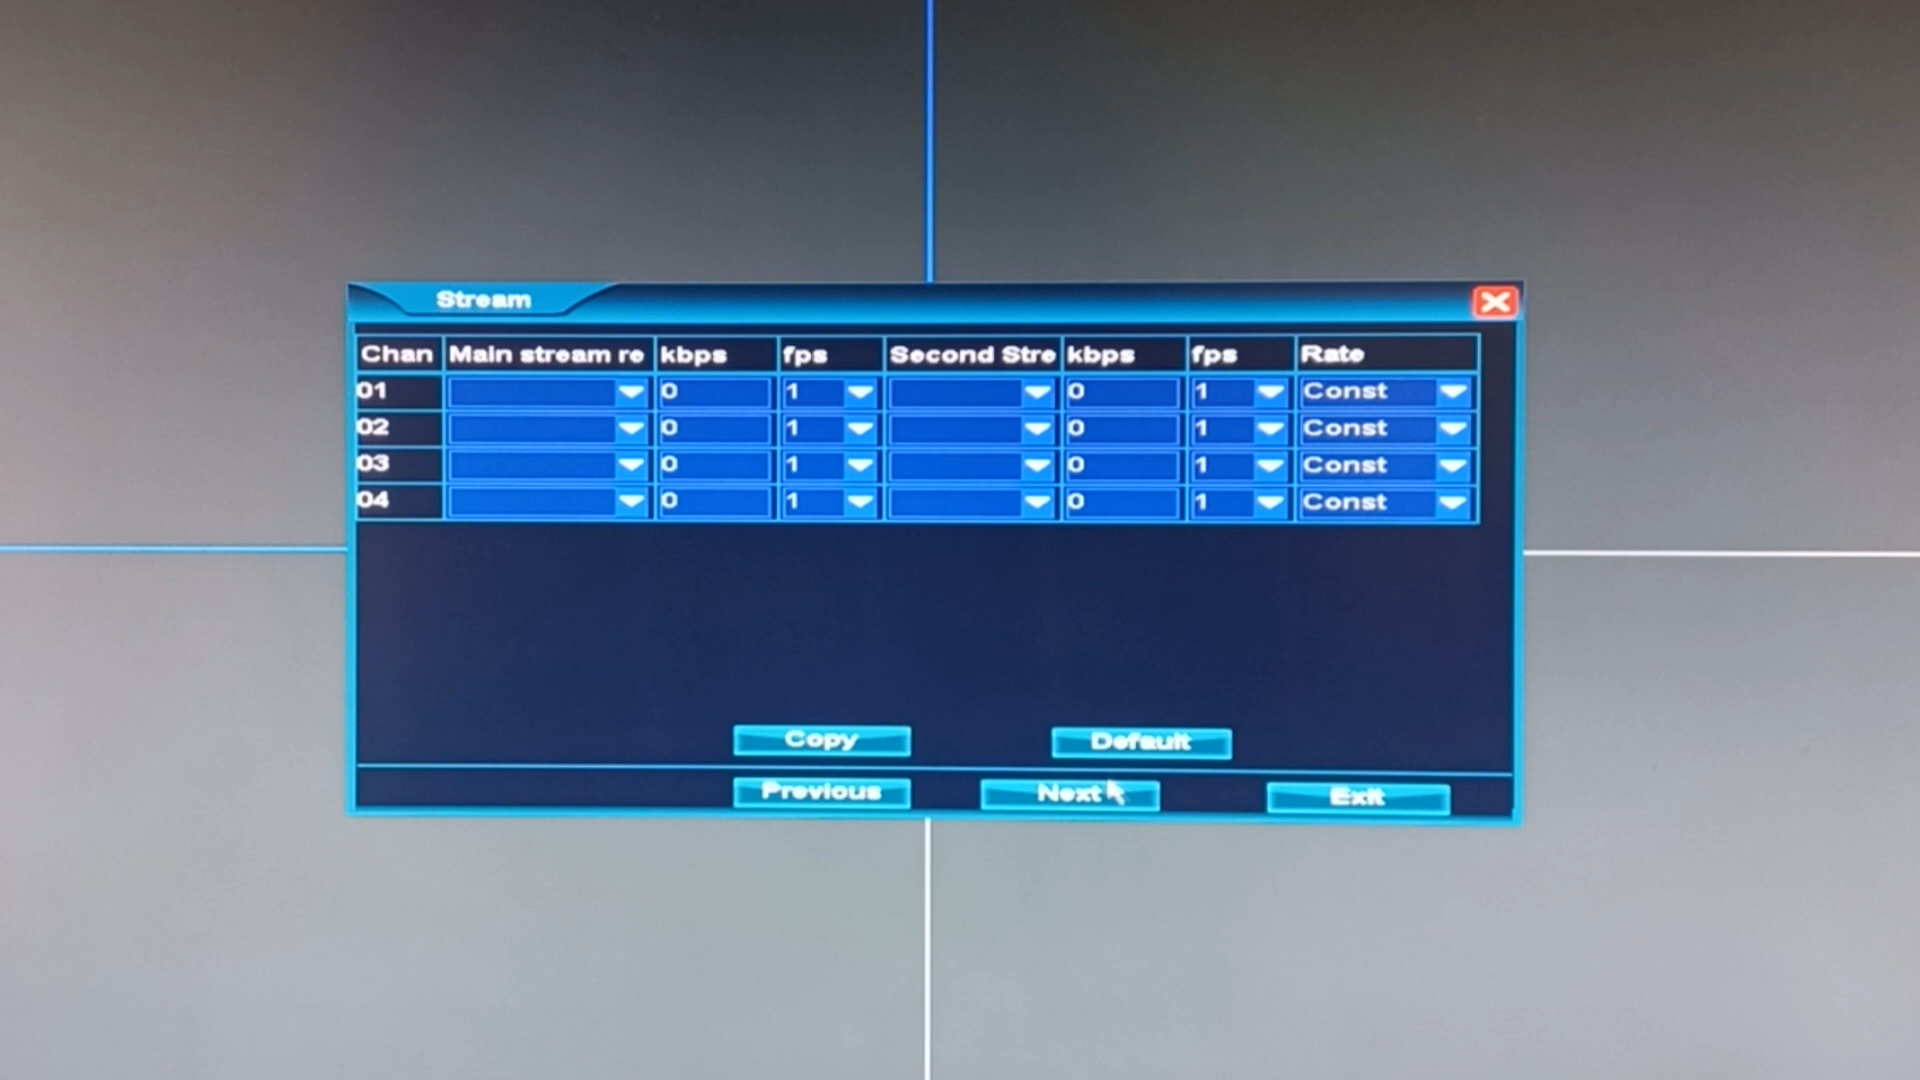 Stream
Chan Main stream re kbps fps Second Stre kbps fps Rate
01 0 1 0 1 Const
02 0 1 0 1 Const
03 0 1 0 1 Const
04 0 1 0 1 Const
Copy Default
Previous Next Exit